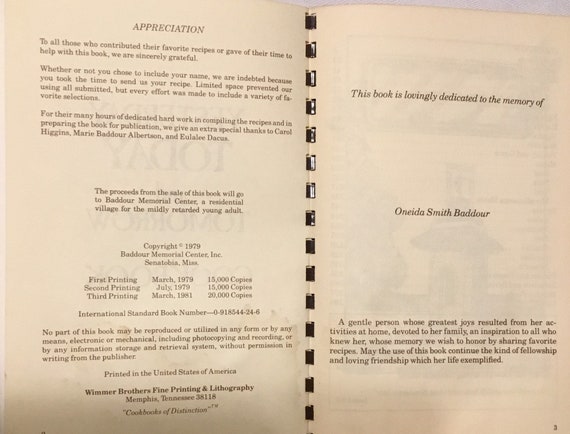 APPRECIATION
To all those who contributed their favorite recipes or gave of their time to
help with this book, we are sincerely grateful.
Whether or not you chose to include your name, we are indebted because
you took the time to send us your recipe. Limited space prevented our
using all submitted, but every effort was made to include a variety of fa-
vorite selections.
For their many hours of dedicated hard work in compiling the recipes and in
preparing the book for publication, we give an extra special thanks to Carol
Higgins, Marie Baddour Albertson, and Eulalee Dacus.
The proceeds from the sale of this book will go
to Baddour Memorial Center, a residential
village for the mildly retarded young adult.
Copyright © 1979
Baddour Memorial Center, Inc.
Senatobia, Miss.
First Printing March, 1979 15,000 Copies
Second Printing July, 1979 15,000 Copies
Third Printing March, 1981 20,000 Copies
International Standard Book Number—0-918544-24-6
No part of this book may be reproduced or utilized in any form or by any
means, electronic or mechanical, including photocopying and recording, or
by any information storage and retrieval system, without permission in
writing from the publisher.
Printed in the United States of America
Wimmer Brothers Fine Printing & Lithography
Memphis, Tennessee 38118
"Cookbooks of Distinction"™
This book is lovingly dedicated to the memory of
Oneida Smith Baddour
A gentle person whose greatest joys resulted from her ac-
tivities at home, devoted to her family, an inspiration to all who
knew her, whose memory we wish to honor by sharing favorite
recipes. May the use of this book continue the kind of fellowship
and loving friendship which her life exemplified.
3